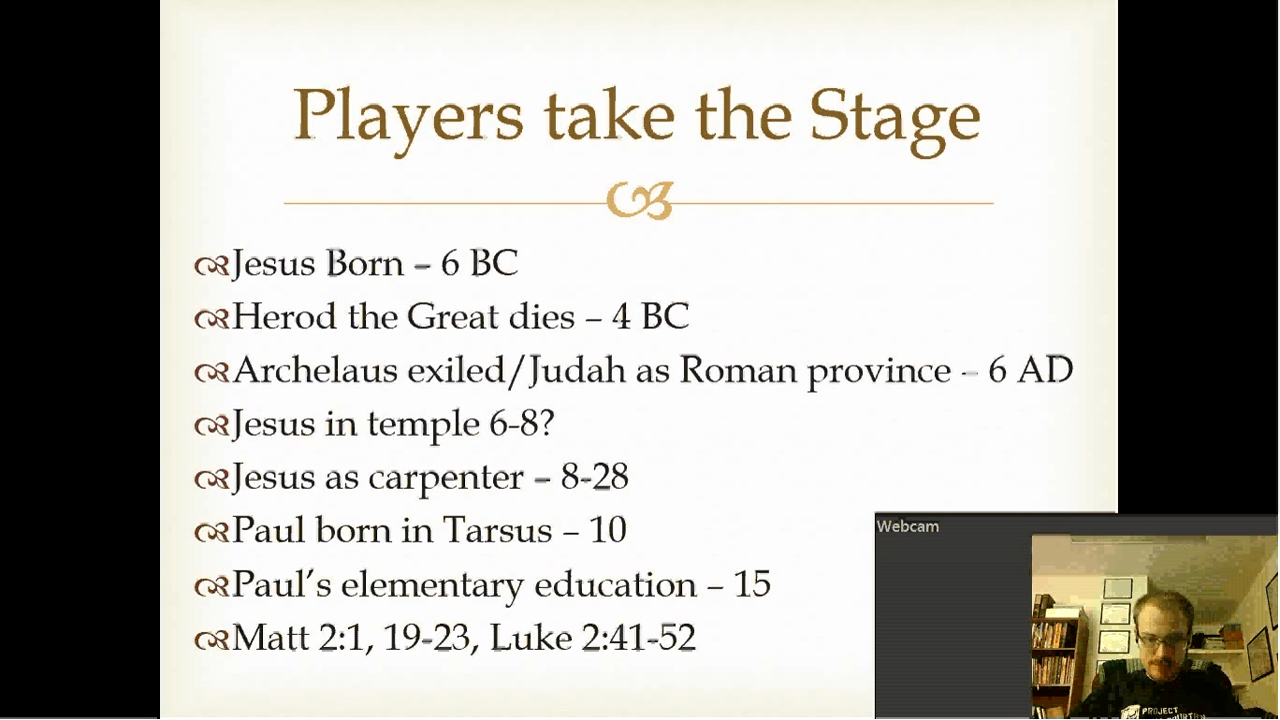 Players take the Stage
Jesus Born – 6 BC
Herod the Great dies – 4 BC
Archelaus exiled/Judah as Roman province – 6 AD
Jesus in temple 6-8?
Jesus as carpenter – 8-28
Paul born in Tarsus – 10
Paul’s elementary education – 15
Matt 2:1, 19-23, Luke 2:41-52
Webcam
PROJECT